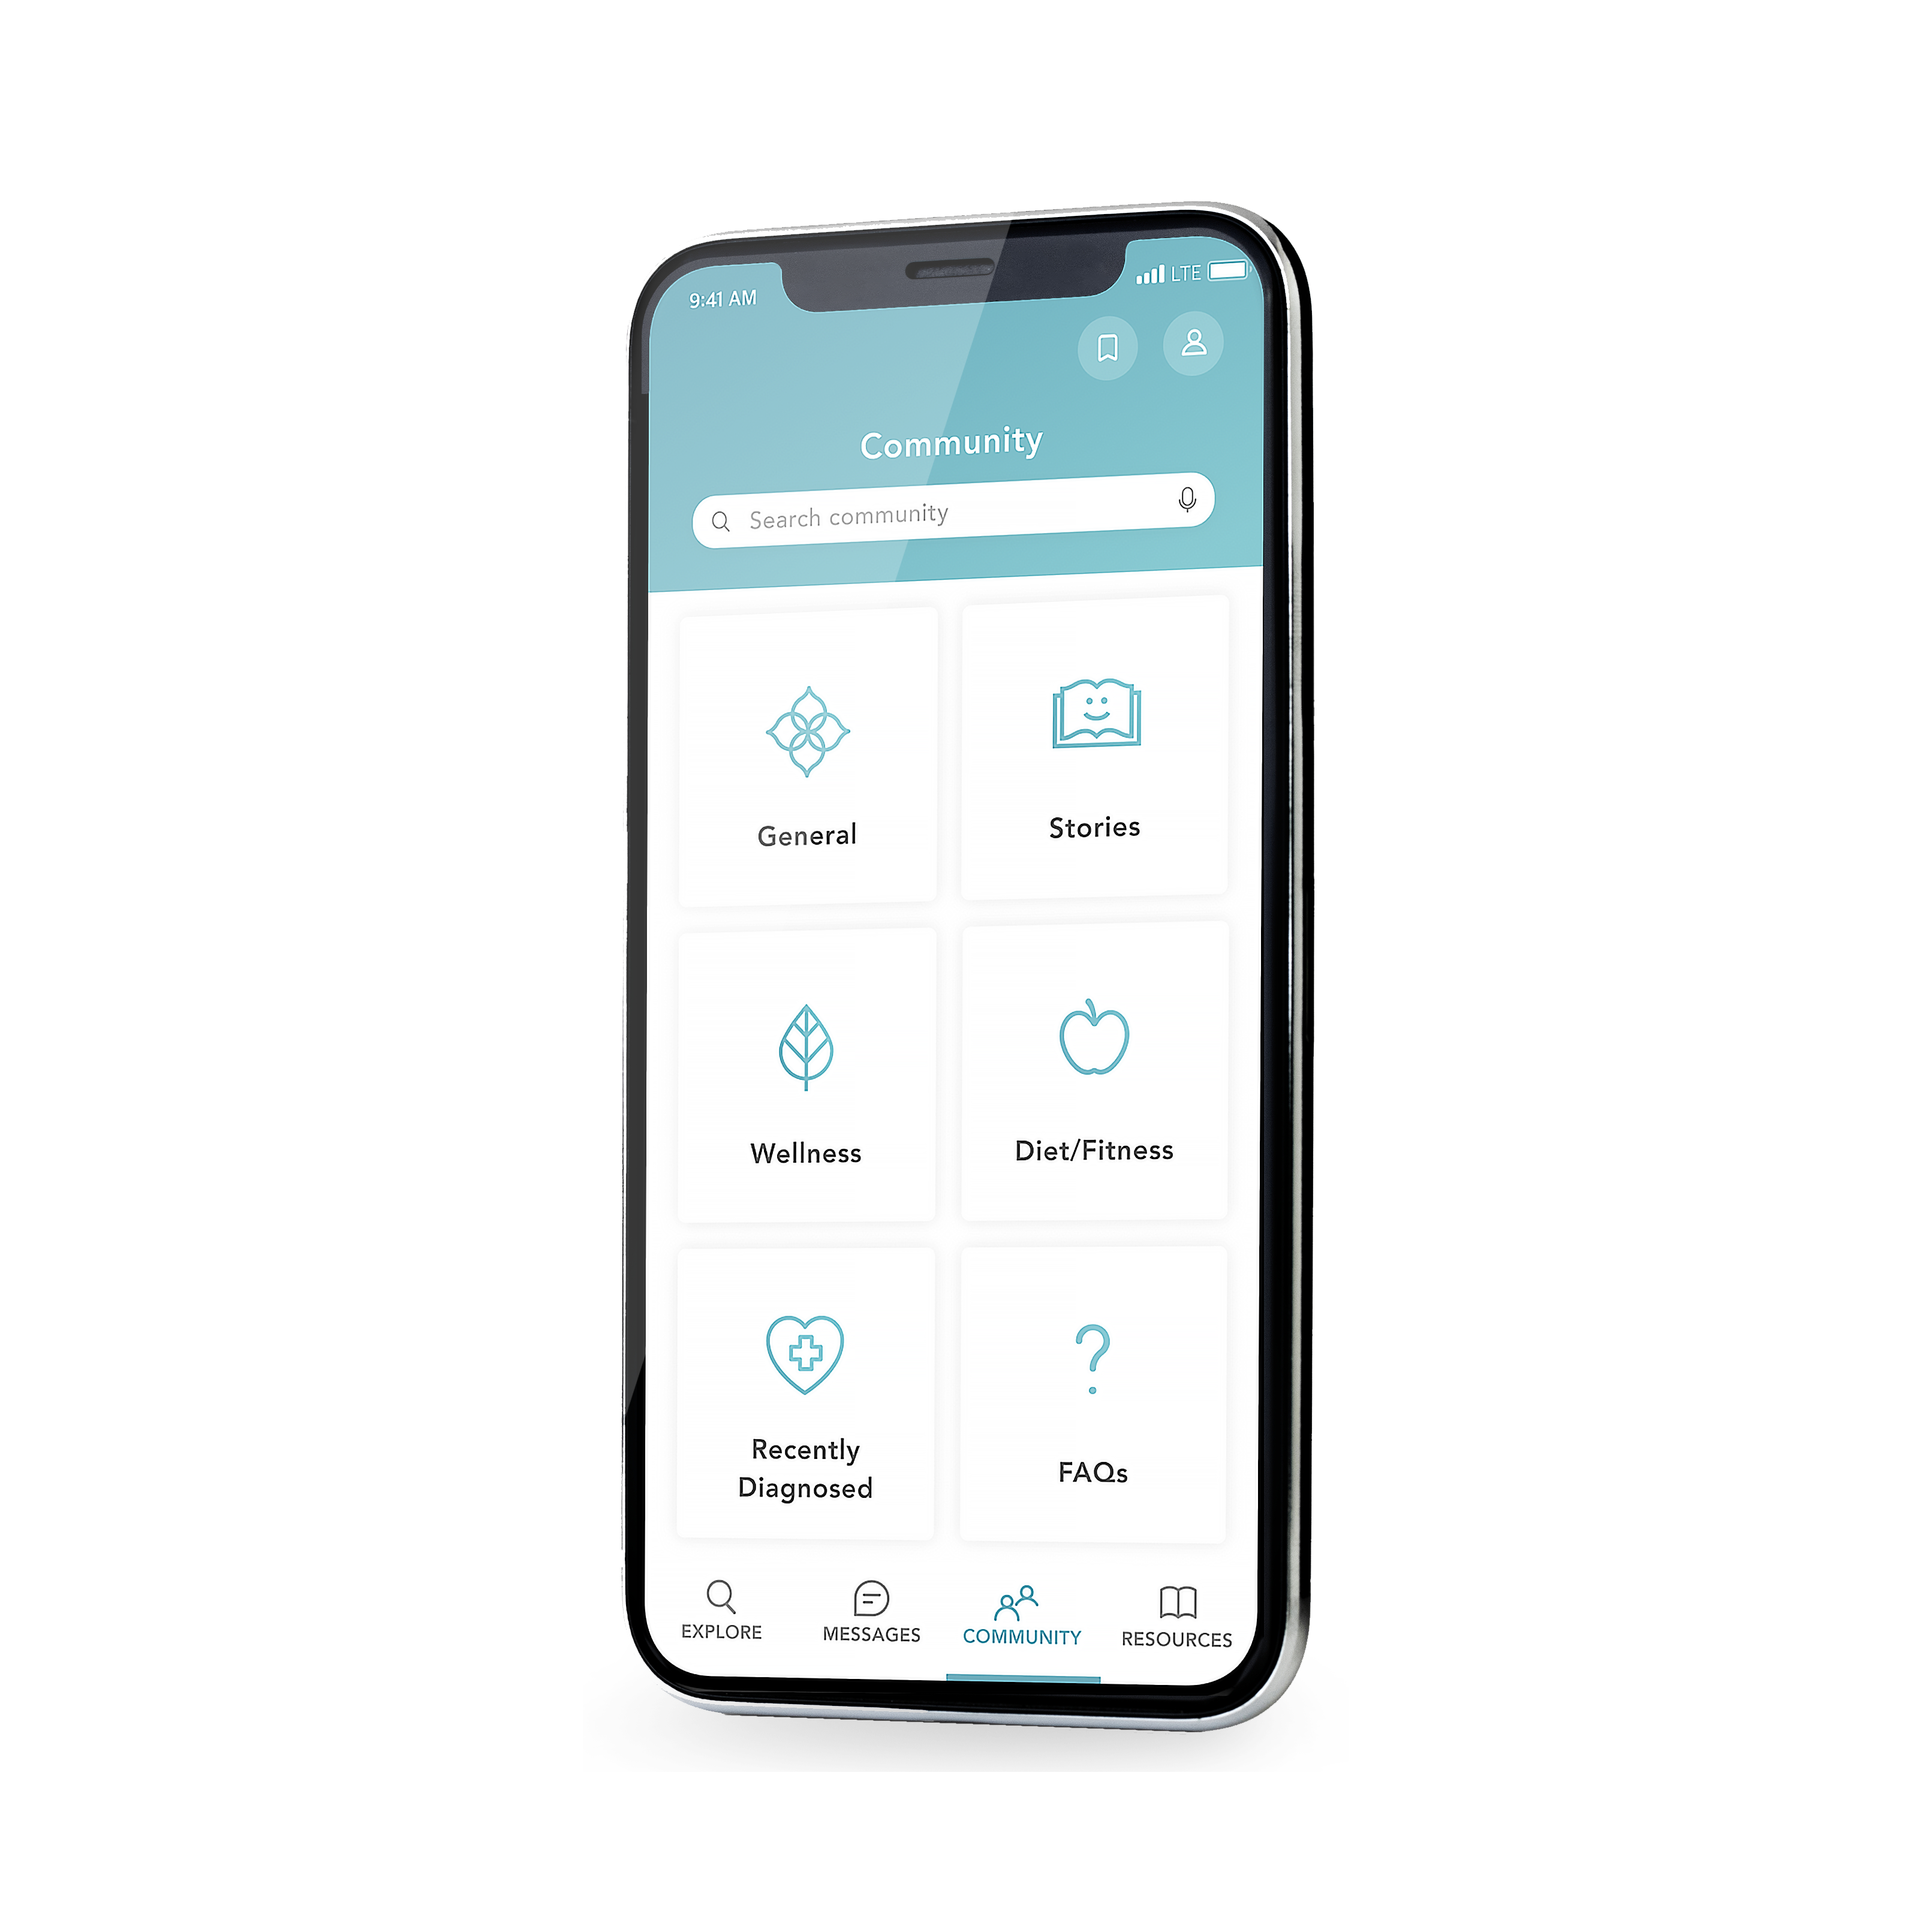 9:41 AM
LTE
Community
Search community
General
Stories
Wellness
Diet/Fitness
Recently
Diagnosed
FAQs
EXPLORE
MESSAGES
COMMUNITY
RESOURCES